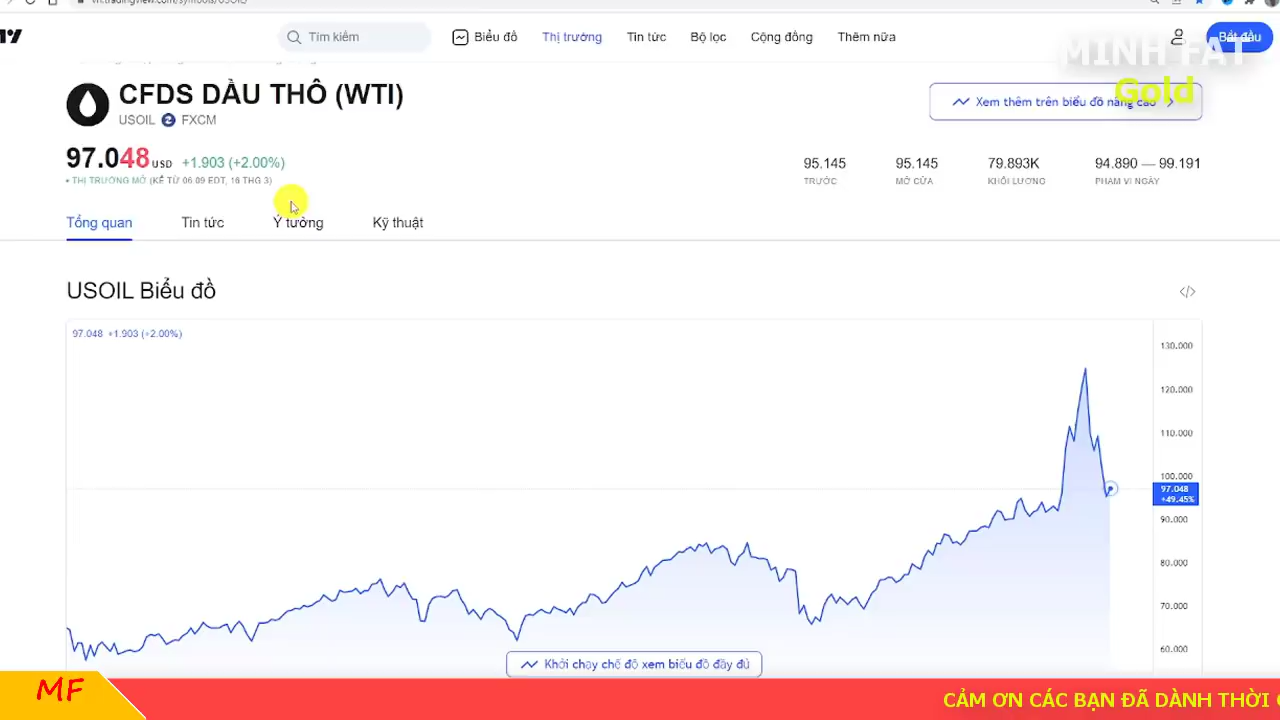 vn.tradingview.com/symbols/USOIL/
Tìm kiếm
Biểu đồ
Thị trường
Tin tức
Bộ lọc
Cộng đồng
Thêm nữa
Bắt đầu
MINH FAT
Gold
CFDS DẦU THÔ (WTI)
USOIL FXCM
Xem thêm trên biểu đồ nâng cao
97.048 USD +1.903 (+2.00%)
• THỊ TRƯỜNG MỞ (KỂ TỪ 06:09 EDT, 16 THG 3)
95.145 95.145 79.893K 94.890 — 99.191
TRƯỚC MỞ CỬA KHỐI LƯỢNG PHẠM VI NGÀY
Tổng quan Tin tức Ý tưởng Kỹ thuật
USOIL Biểu đồ
</>
97.048 +1.903 (+2.00%)
130.000
120.000
110.000
100.000
97.048
+49.45%
90.000
80.000
70.000
60.000
Khởi chạy chế độ xem biểu đồ đầy đủ
MF
CẢM ƠN CÁC BẠN ĐÃ DÀNH THỜI